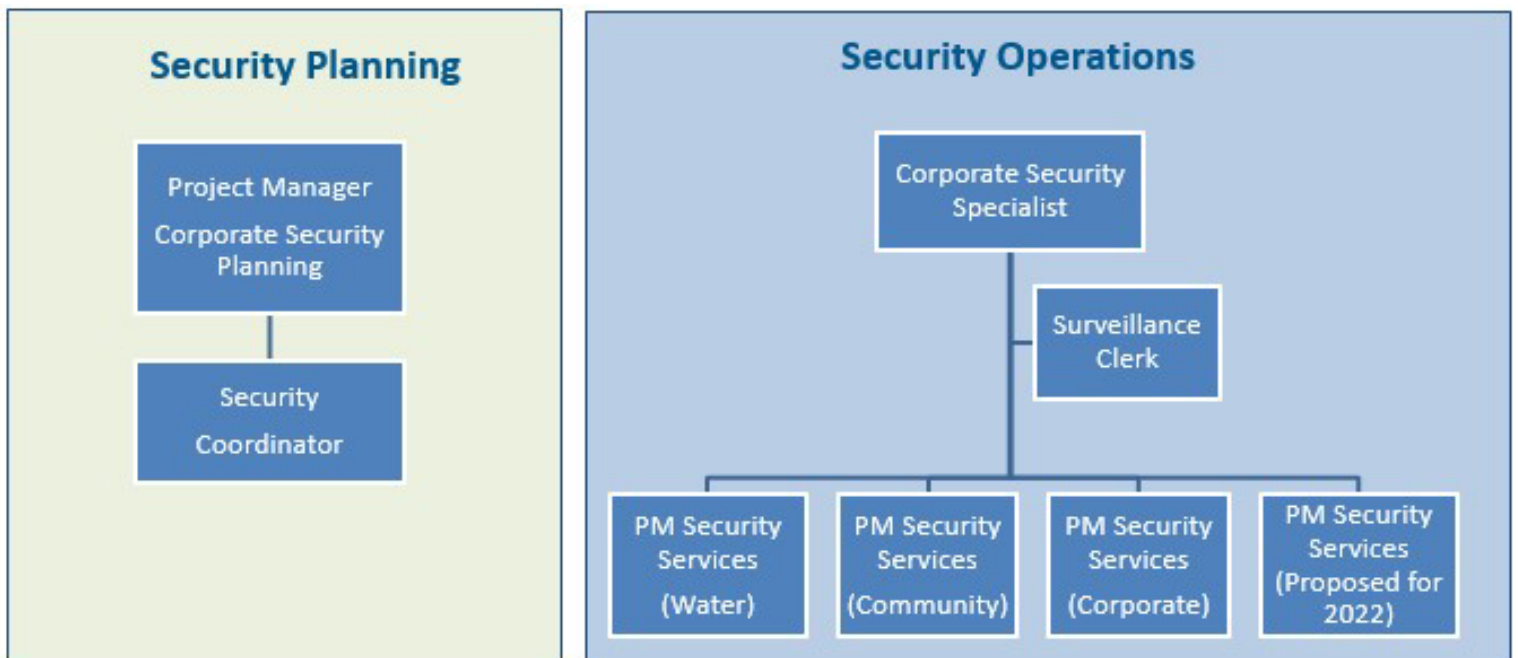 Security Planning
Project Manager
Corporate Security
Planning
Security
Coordinator
Security Operations
Corporate Security
Specialist
Surveillance
Clerk
PM Security
Services
(Water)
PM Security
Services
(Community)
PM Security
Services
(Corporate)
PM Security
Services
(Proposed for
2022)